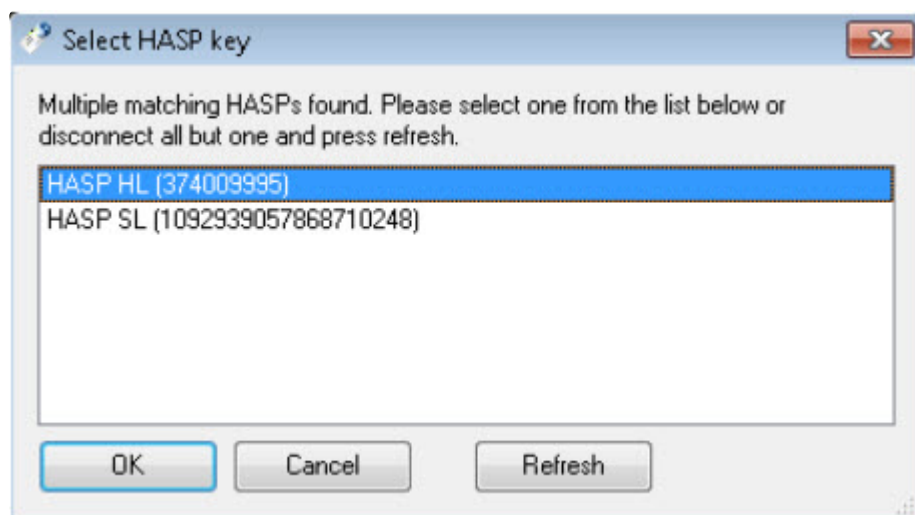 Select HASP key
Multiple matching HASPs found. Please select one from the list below or
disconnect all but one and press refresh.
HASP HL (374009995)
HASP SL (1092939057868710248)
OK Cancel Refresh